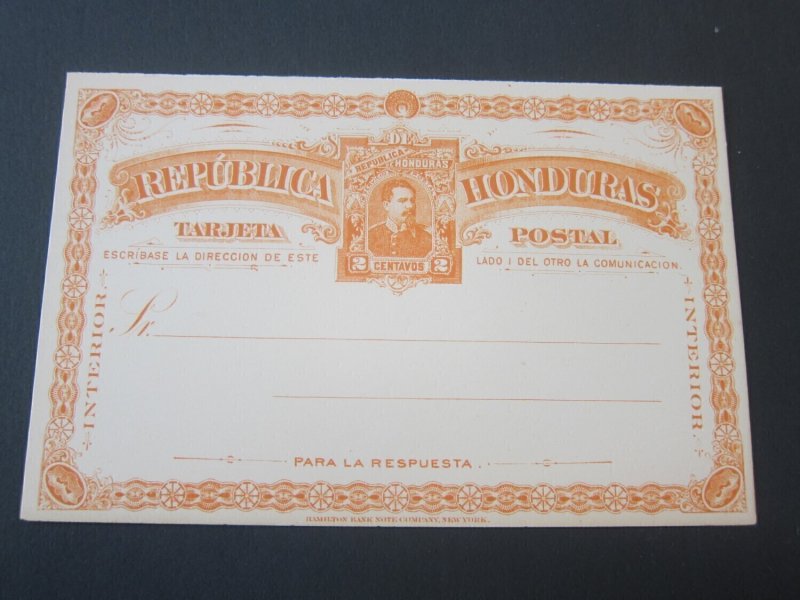 REPÚBLICA DE HONDURAS
REPUBLICA HONDURAS
TARJETA POSTAL
2 CENTAVOS 2
ESCRÍBASE LA DIRECCION DE ESTE LADO I DEL OTRO LA COMUNICACION.
INTERIOR
INTERIOR
Sr.
PARA LA RESPUESTA.
HAMILTON BANK NOTE COMPANY, NEW YORK.